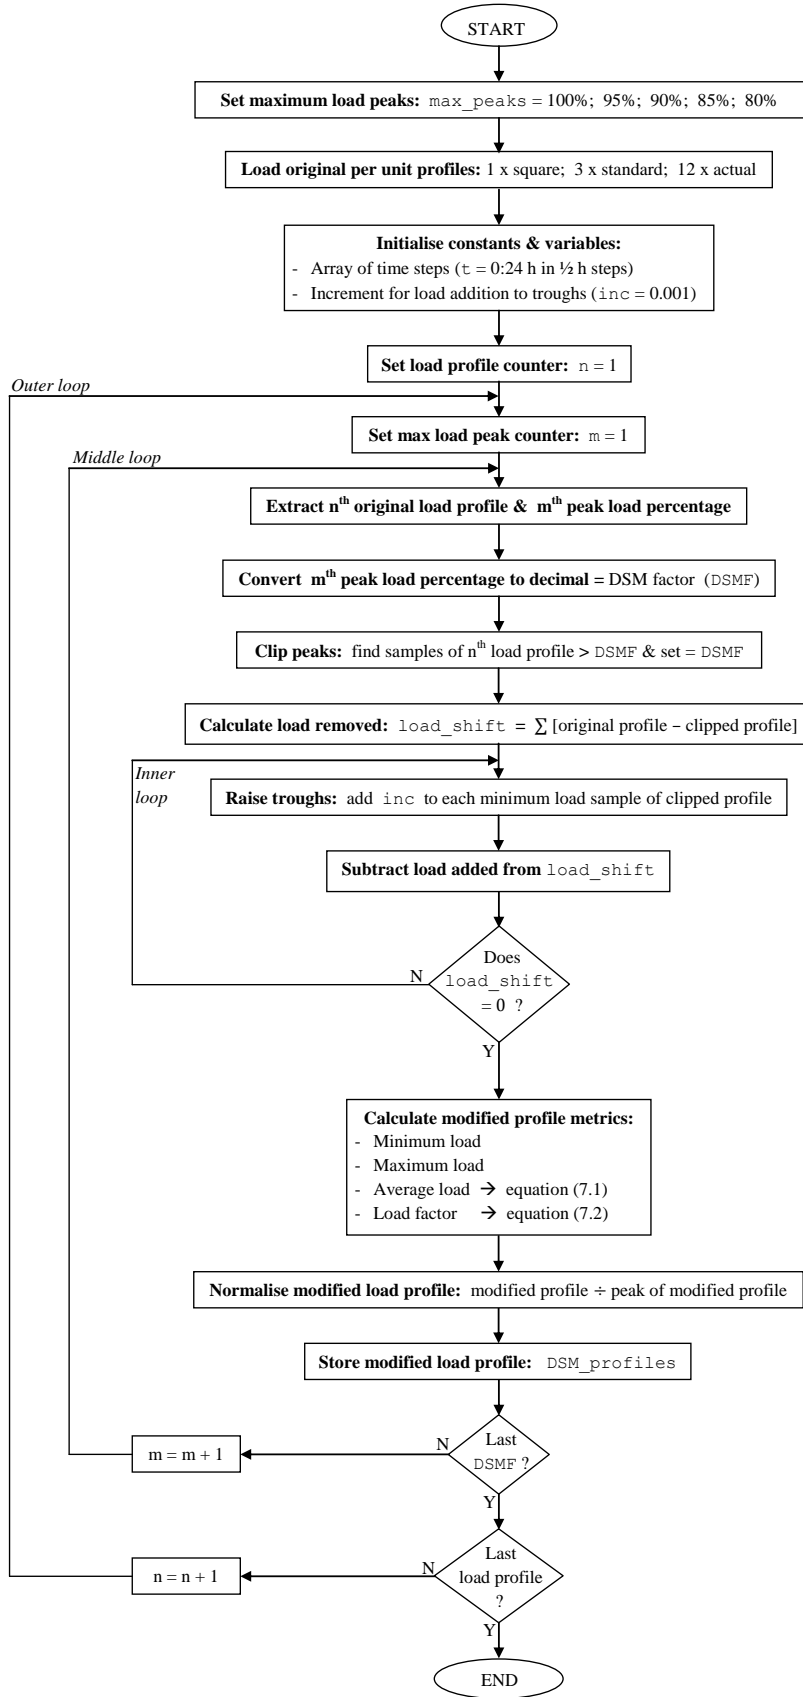 START
Set maximum load peaks: max_peaks = 100%; 95%; 90%; 85%; 80%
Load original per unit profiles: 1 x square; 3 x standard; 12 x actual
Initialise constants & variables:
- Array of time steps (t = 0:24 h in ½ h steps)
- Increment for load addition to troughs (inc = 0.001)
Set load profile counter: n = 1
Outer loop
Set max load peak counter: m = 1
Middle loop
Extract nth original load profile & mth peak load percentage
Convert mth peak load percentage to decimal = DSM factor (DSMF)
Clip peaks: find samples of nth load profile > DSMF & set = DSMF
Calculate load removed: load_shift = ∑ [original profile – clipped profile]
Inner
loop
Raise troughs: add inc to each minimum load sample of clipped profile
Subtract load added from load_shift
Does
N
load_shift
= 0 ?
Y
Calculate modified profile metrics:
- Minimum load
- Maximum load
- Average load → equation (7.1)
- Load factor → equation (7.2)
Normalise modified load profile: modified profile ÷ peak of modified profile
Store modified load profile: DSM_profiles
Last
N
m = m + 1
DSMF ?
Y
Last
N
n = n + 1
load profile
?
Y
END